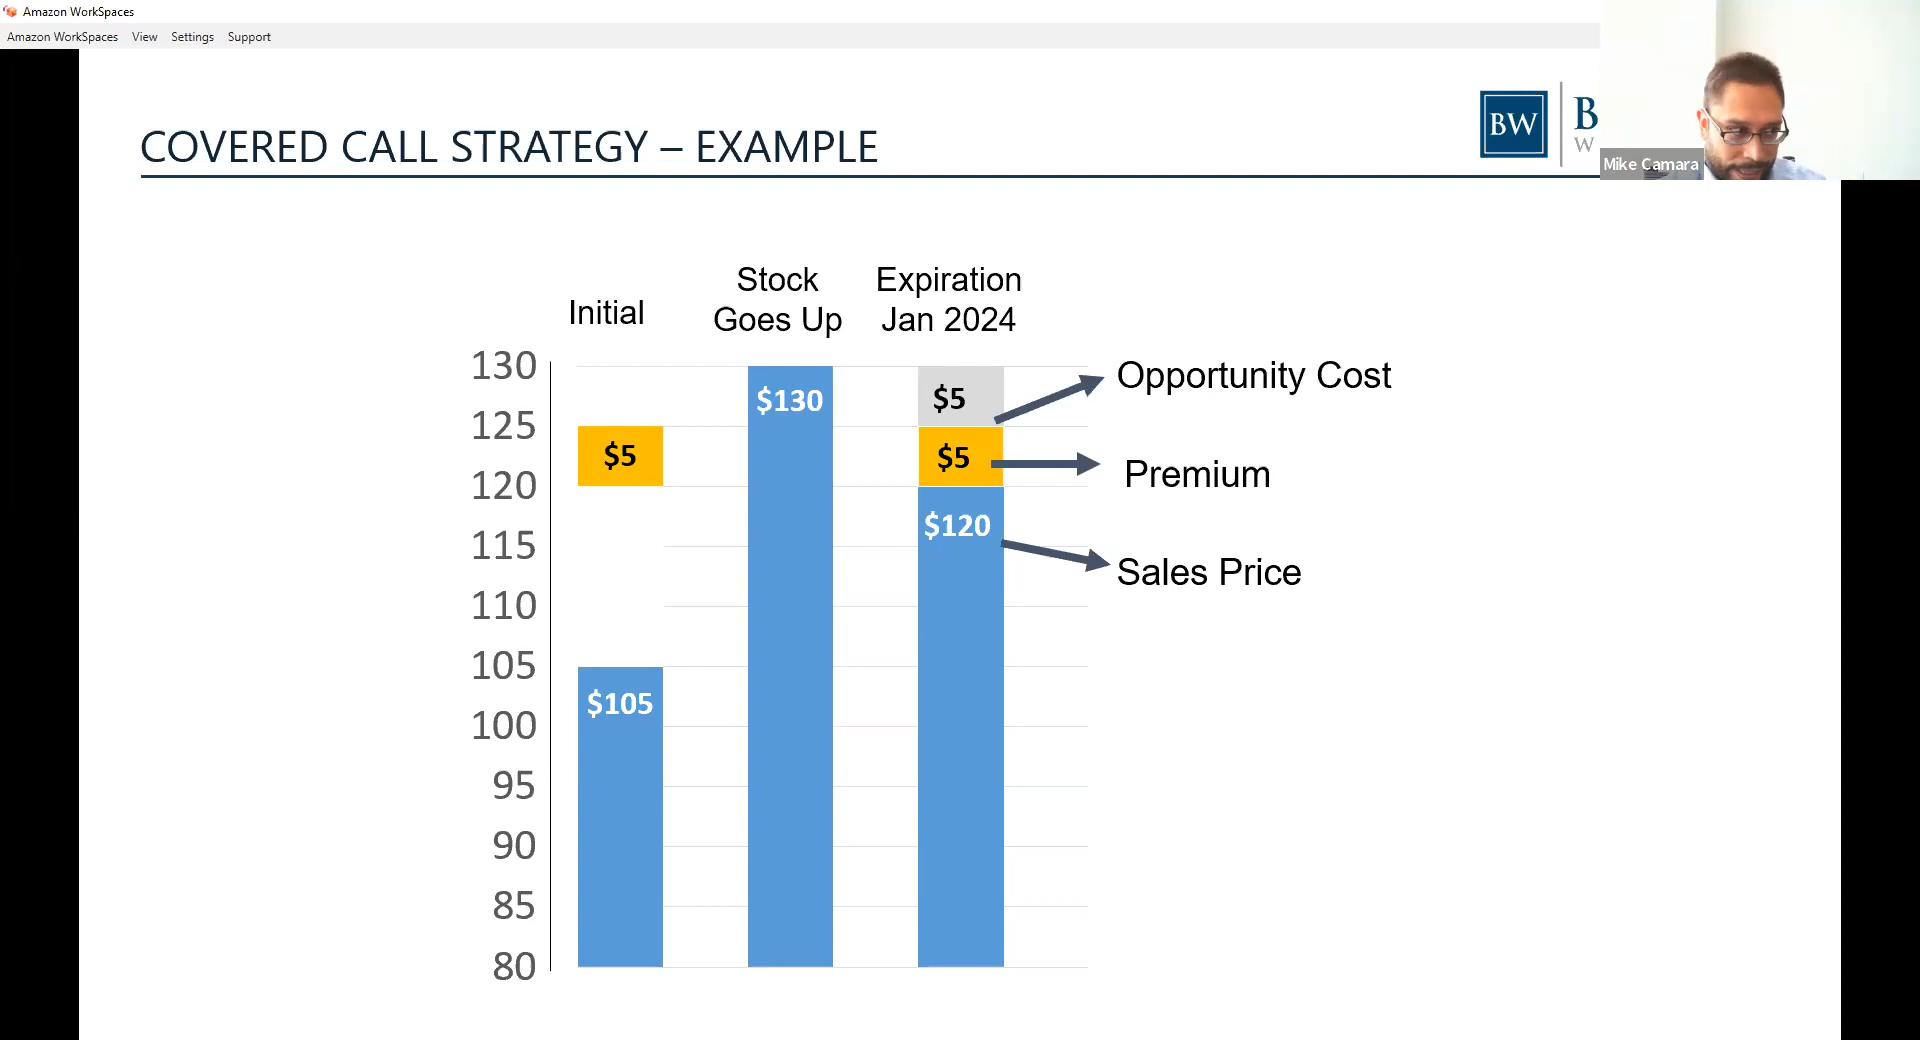 Amazon WorkSpaces
Amazon WorkSpaces View Settings Support
COVERED CALL STRATEGY – EXAMPLE
BW
B
W
Mike Camara
Initial
Stock
Goes Up
Expiration
Jan 2024
130
125
120
115
110
105
100
95
90
85
80
$5
$105
$130
$5
$5
$120
Opportunity Cost
Premium
Sales Price